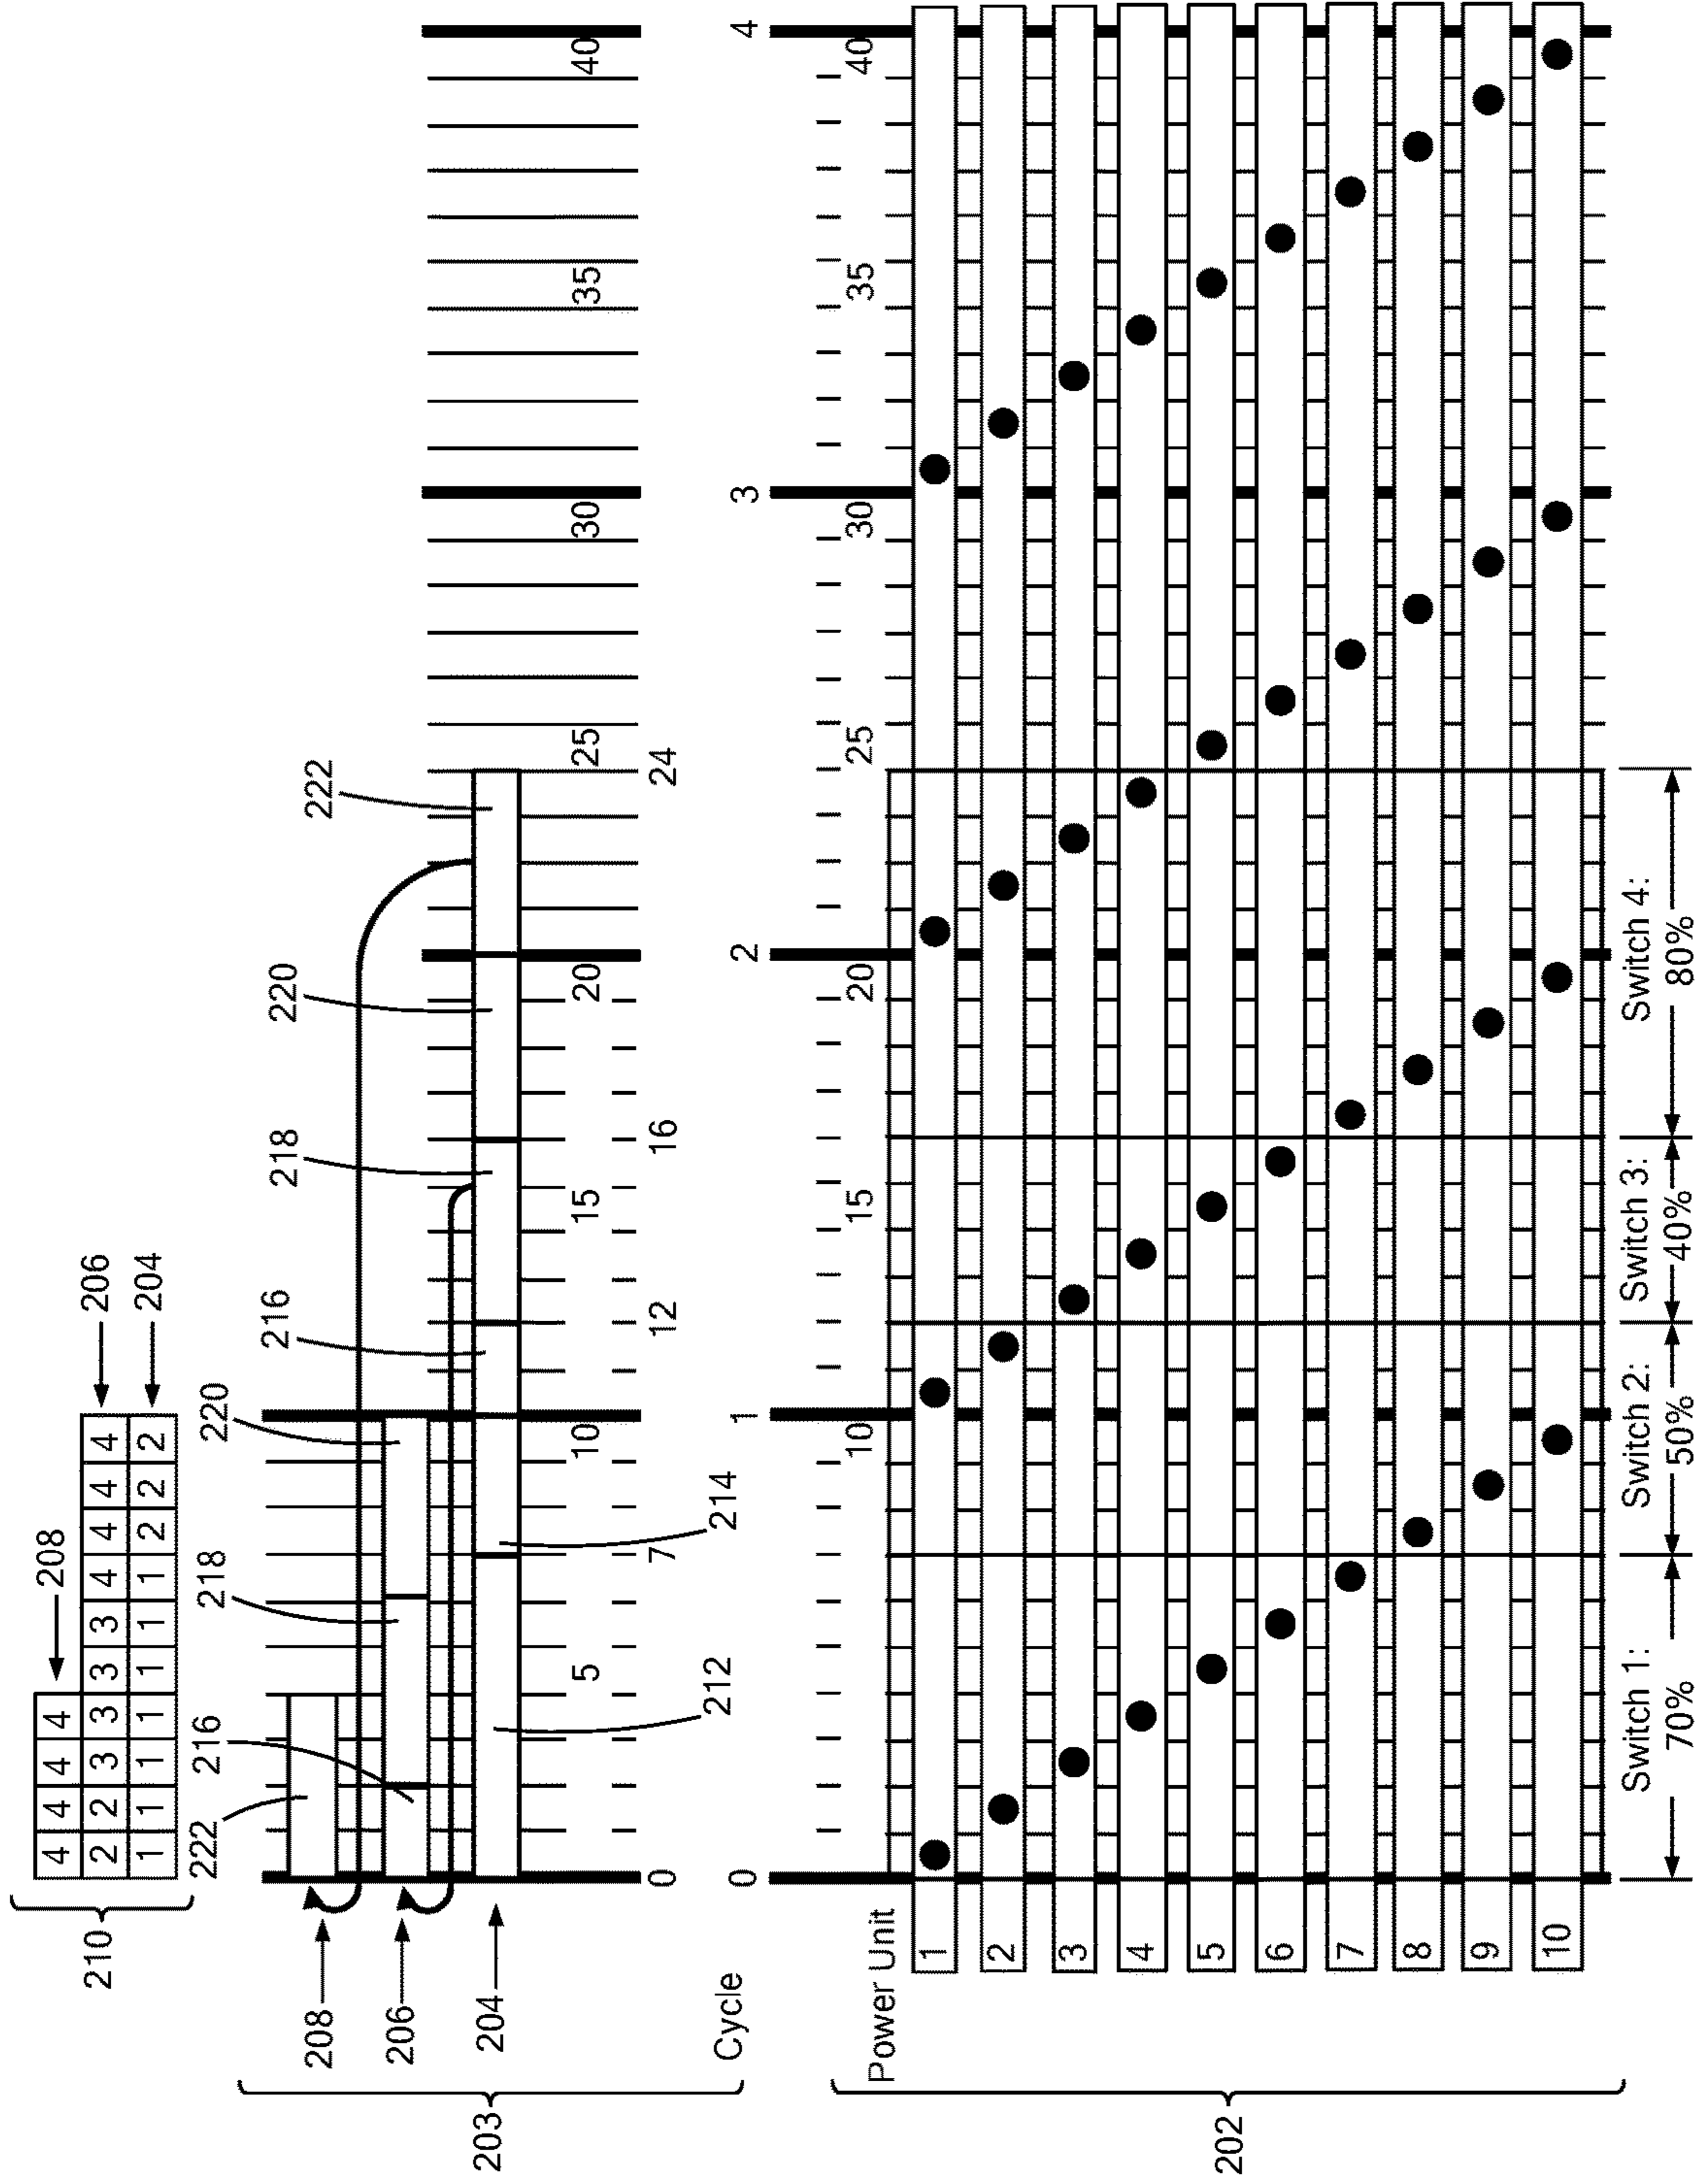 4 4 4 4 208
210 2 2 3 3 3 3 4 4 4 4 206
1 1 1 1 1 1 1 2 2 2 204
222 216 218 220 216 218 220
208 222
206
203 204
5 10 15 20 25 30 35 40
0 7 12 16 24
212 214
Cycle 0 1 2 3 4
10 15 20 25 30 35 40
Power Unit
1
2
3
4
5
202
6
7
8
9
10
Switch 1: Switch 2: Switch 3: Switch 4:
70% 50% 40% 80%